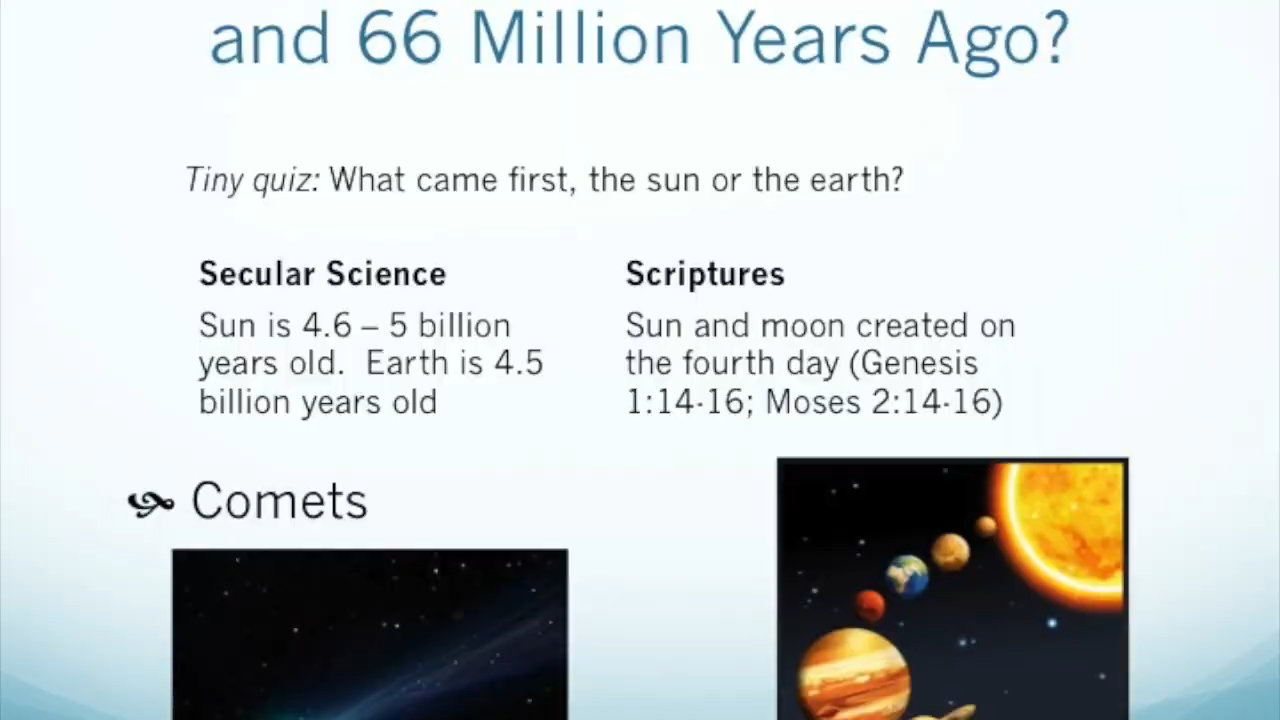 and 66 Million Years Ago?
Tiny quiz: What came first, the sun or the earth?
Secular Science
Sun is 4.6 – 5 billion
years old.  Earth is 4.5
billion years old
Scriptures
Sun and moon created on
the fourth day (Genesis
1:14-16; Moses 2:14-16)
Comets